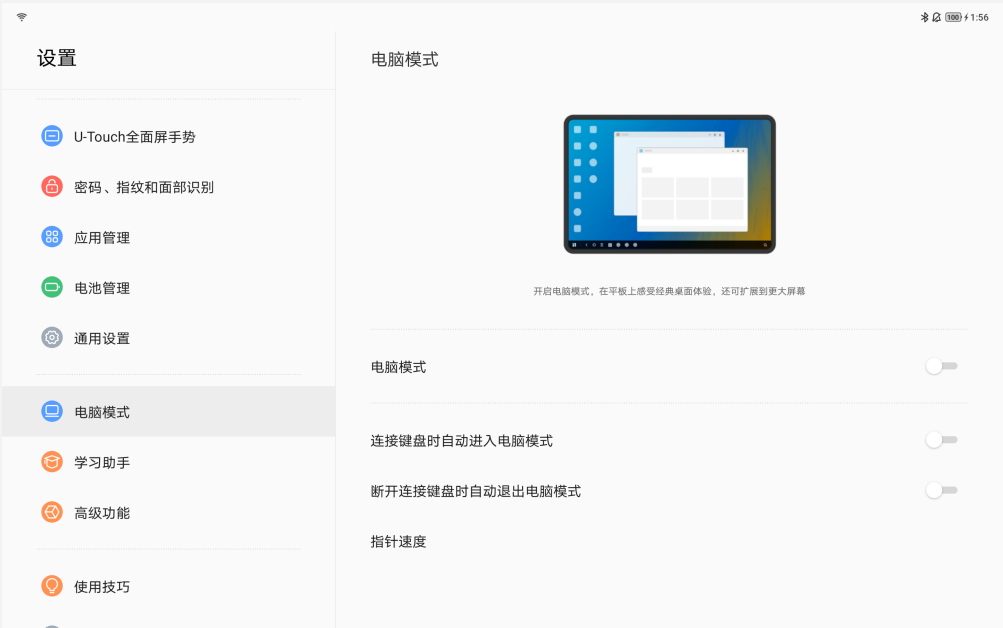 100 1:56
设置
U-Touch全面屏手势
密码、指纹和面部识别
应用管理
电池管理
通用设置
电脑模式
学习助手
高级功能
使用技巧
电脑模式
开启电脑模式，在平板上感受经典桌面体验，还可扩展到更大屏幕
电脑模式
连接键盘时自动进入电脑模式
断开连接键盘时自动退出电脑模式
指针速度